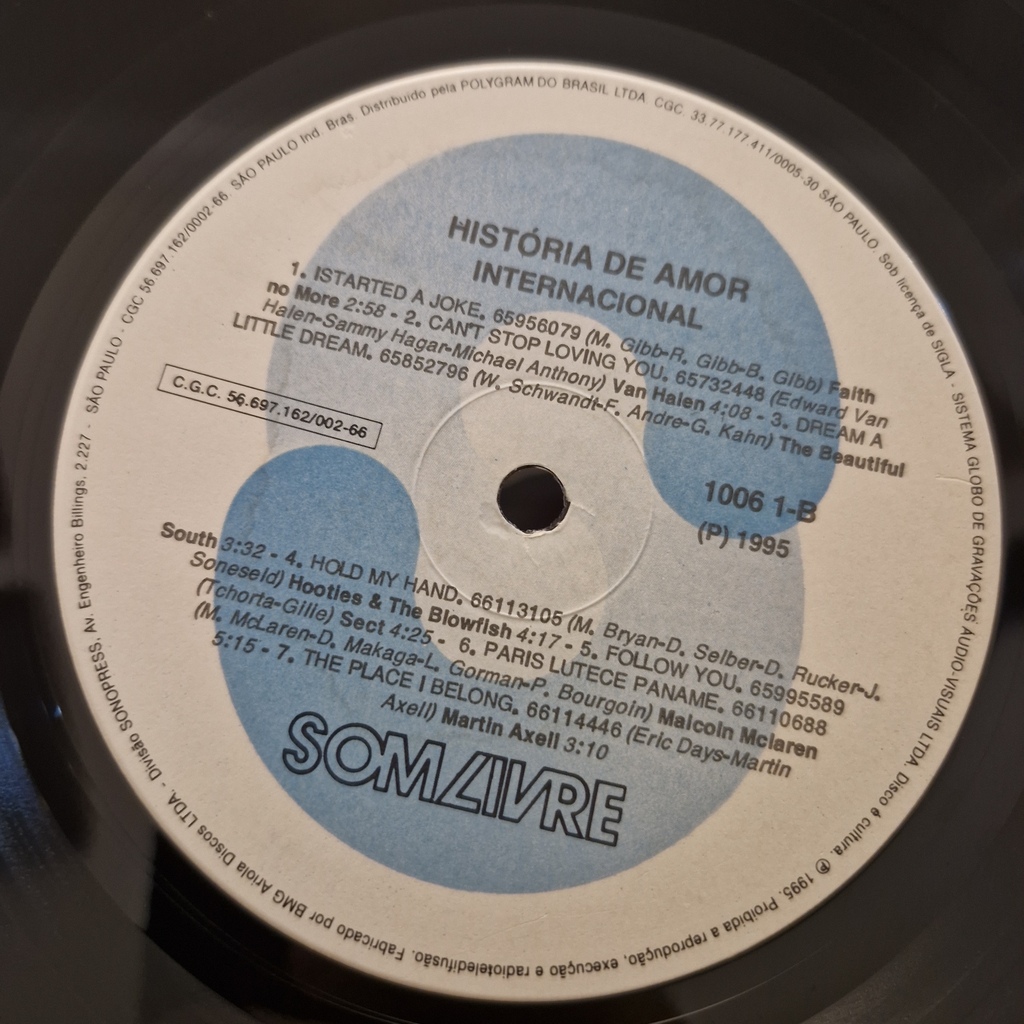 SÃO PAULO Ind. Bras. Distribuido pela POLYGRAM DO BRASIL LTDA. CGC. 33.77.177.411/0005-30 SÃO PAULO. Sob licença de SIGLA - SISTEMA GLOBO DE GRAVAÇÕES ÁUDIO-VISUAIS LTDA. Disco é cultura. ℗ 1995. Proibida a reprodução, execução e radioteledifusão. Fabricado por BMG Ariola Discos LTDA. - Divisão SONOPRESS. Av. Engenheiro Billings, 2.227 - SÃO PAULO - CGC 56.697.162/0002-66.
HISTÓRIA DE AMOR
INTERNACIONAL
1. ISTARTED A JOKE. 65956079 (M. Gibb-R. Gibb-B. Gibb) Faith
no More 2:58 - 2. CAN'T STOP LOVING YOU. 65732448 (Edward Van
Halen-Sammy Hagar-Michael Anthony) Van Halen 4:08 - 3. DREAM A
LITTLE DREAM. 65852796 (W. Schwandt-F. Andre-G. Kahn) The Beautiful
C.G.C. 56.697.162/002-66
1006 1-B
(P) 1995
South 3:32 - 4. HOLD MY HAND. 66113105 (M. Bryan-D. Selber-D. Rucker-J.
Soneseld) Hooties & The Blowfish 4:17 - 5. FOLLOW YOU. 65995589
(Tchorta-Gilie) Sect 4:25 - 6. PARIS LUTECE PANAME. 66110688
(M. McLaren-D. Makaga-L. Gorman-P. Bourgoin) Malcoln Mclaren
5:15 - 7. THE PLACE I BELONG. 66114446 (Eric Days-Martin
Axell) Martin Axell 3:10
SOMLIVRE